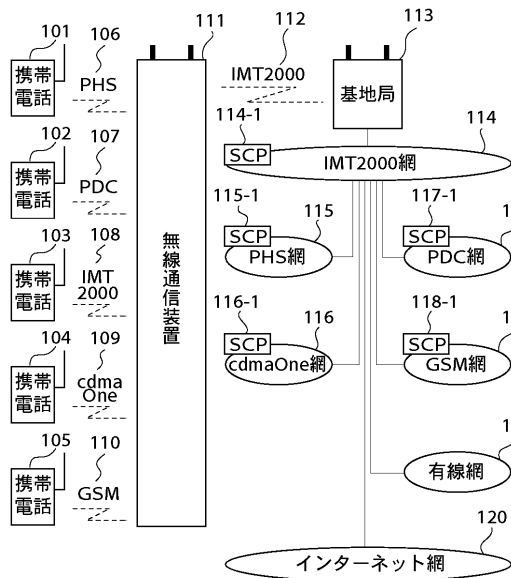 101
106
携帯
電話
PHS
111
112
IMT2000
113
基地局
102
107
携帯
電話
PDC
114-1
SCP
114
IMT2000網
103
108
携帯
電話
IMT
2000
無線通信装置
115-1
SCP
115
PHS網
117-1
SCP
PDC網
104
109
携帯
電話
cdma
One
116-1
SCP
116
cdmaOne網
118-1
SCP
GSM網
105
110
携帯
電話
GSM
有線網
120
インターネット網